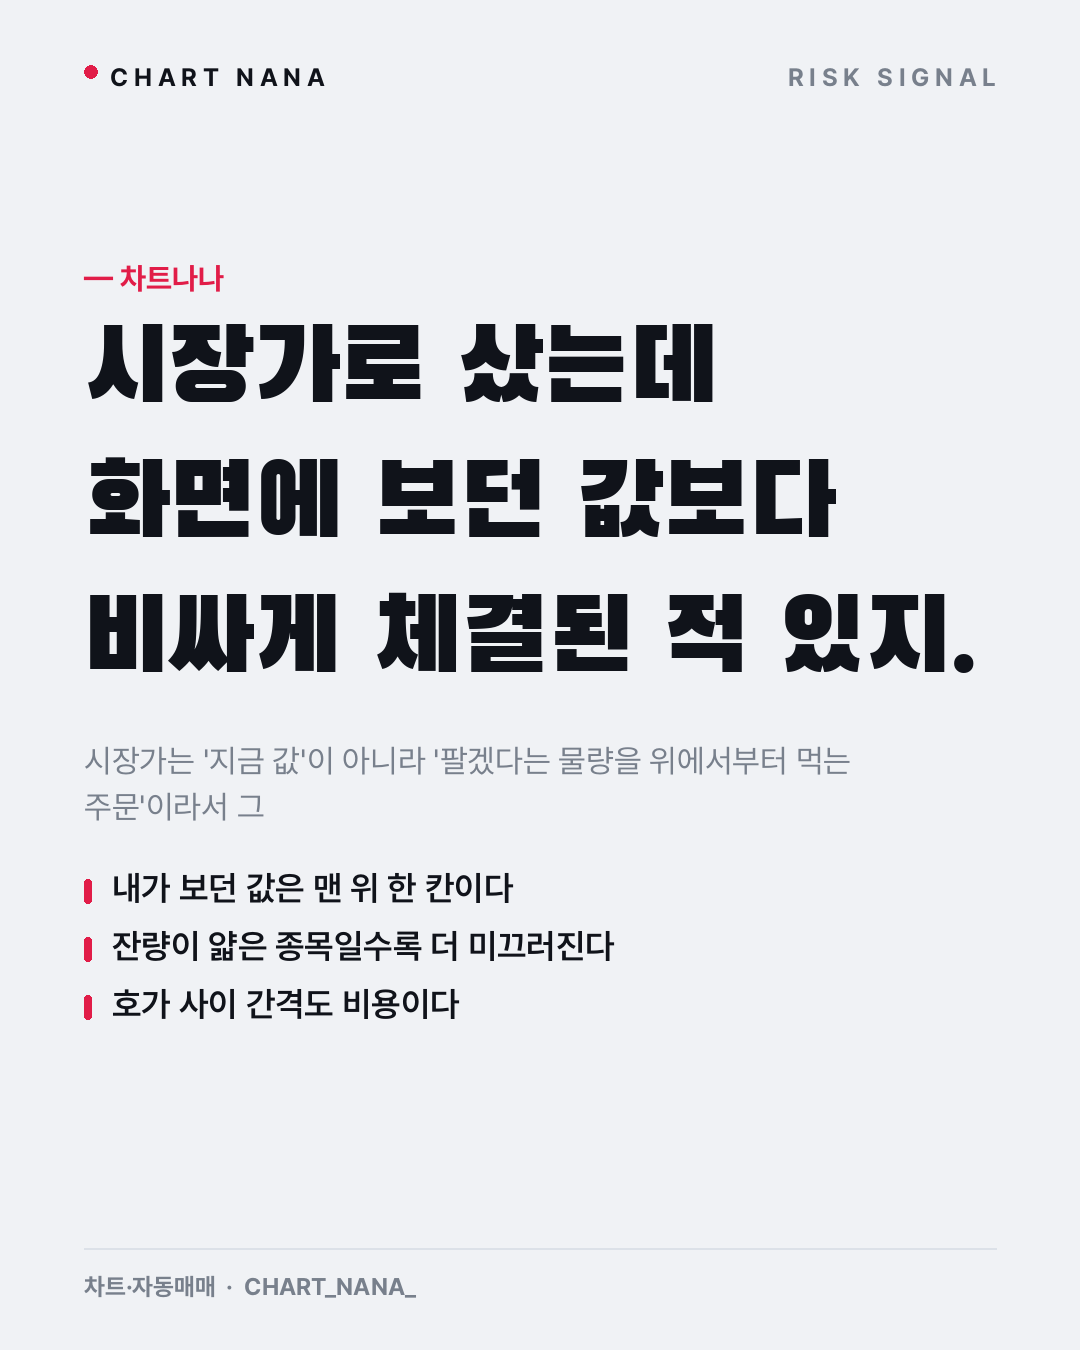 CHART NANA
RISK SIGNAL
— 차트나나
시장가로 샀는데
화면에 보던 값보다
비싸게 체결된 적 있지.
시장가는 '지금 값'이 아니라 '팔겠다는 물량을 위에서부터 먹는
주문'이라서 그
내가 보던 값은 맨 위 한 칸이다
잔량이 얇은 종목일수록 더 미끄러진다
호가 사이 간격도 비용이다
차트·자동매매 · CHART_NANA_